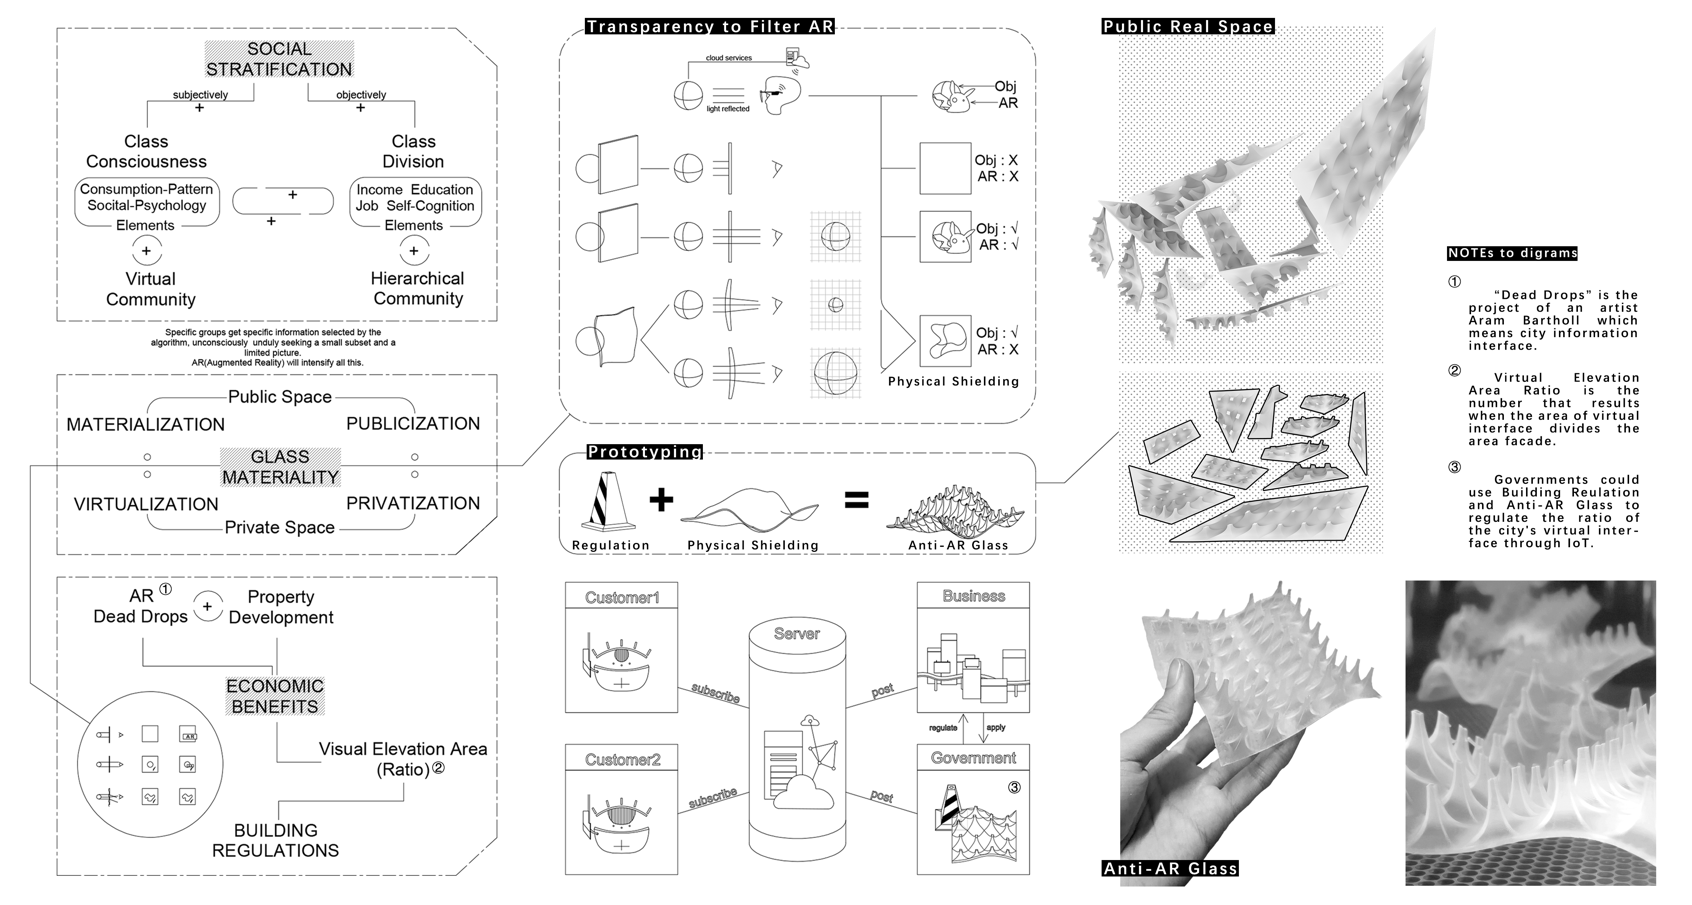 SOCIAL
STRATIFICATION
subjectively
objectively
+
+
Class
Consciousness
Class
Division
Consumption-Pattern
Socital-Psychology
Elements
+
+
Income Education
Job Self-Cognition
Elements
+
+
Virtual
Community
Hierarchical
Community
Specific groups get specific information selected by the
algorithm, unconsciously unduly seeking a small subset and a
limited picture.
AR(Augmented Reality) will intensify all this.
Public Space
MATERIALIZATION
PUBLICIZATION
GLASS
MATERIALITY
VIRTUALIZATION
PRIVATIZATION
Private Space
AR ①
Dead Drops
+
Property
Development
ECONOMIC
BENEFITS
AR
Visual Elevation Area
(Ratio)②
BUILDING
REGULATIONS
Transparency to Filter AR
cloud services
light reflected
Obj
AR
Obj : X
AR : X
Obj : √
AR : √
Obj : √
AR : X
Physical Shielding
Prototyping
+
=
Regulation
Physical Shielding
Anti-AR Glass
Customer1
Customer2
Server
subscribe
subscribe
post
post
Business
regulate
apply
Government
③
Public Real Space
Anti-AR Glass
NOTEs to digrams
①
“Dead Drops” is the
project of an artist
Aram Bartholl which
means city information
interface.
②
Virtual Elevation
Area Ratio is the
number that results
when the area of virtual
interface divides the
area facade.
③
Governments could
use Building Reulation
and Anti-AR Glass to
regulate the ratio of
the city's virtual inter-
face through IoT.